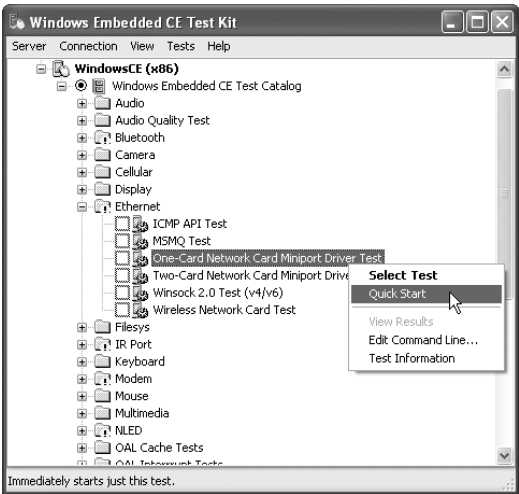 Windows Embedded CE Test Kit
Server Connection View Tests Help
WindowsCE (x86)
Windows Embedded CE Test Catalog
Audio
Audio Quality Test
Bluetooth
Camera
Cellular
Display
Ethernet
ICMP API Test
MSMQ Test
One-Card Network Card Miniport Driver Test
Two-Card Network Card Miniport Drive
Select Test
Winsock 2.0 Test (v4/v6)
Quick Start
Wireless Network Card Test
View Results
Filesys
Edit Command Line...
IR Port
Test Information
Keyboard
Modem
Mouse
Multimedia
NLED
OAL Cache Tests
OAL Interrrupt Tests
Immediately starts just this test.